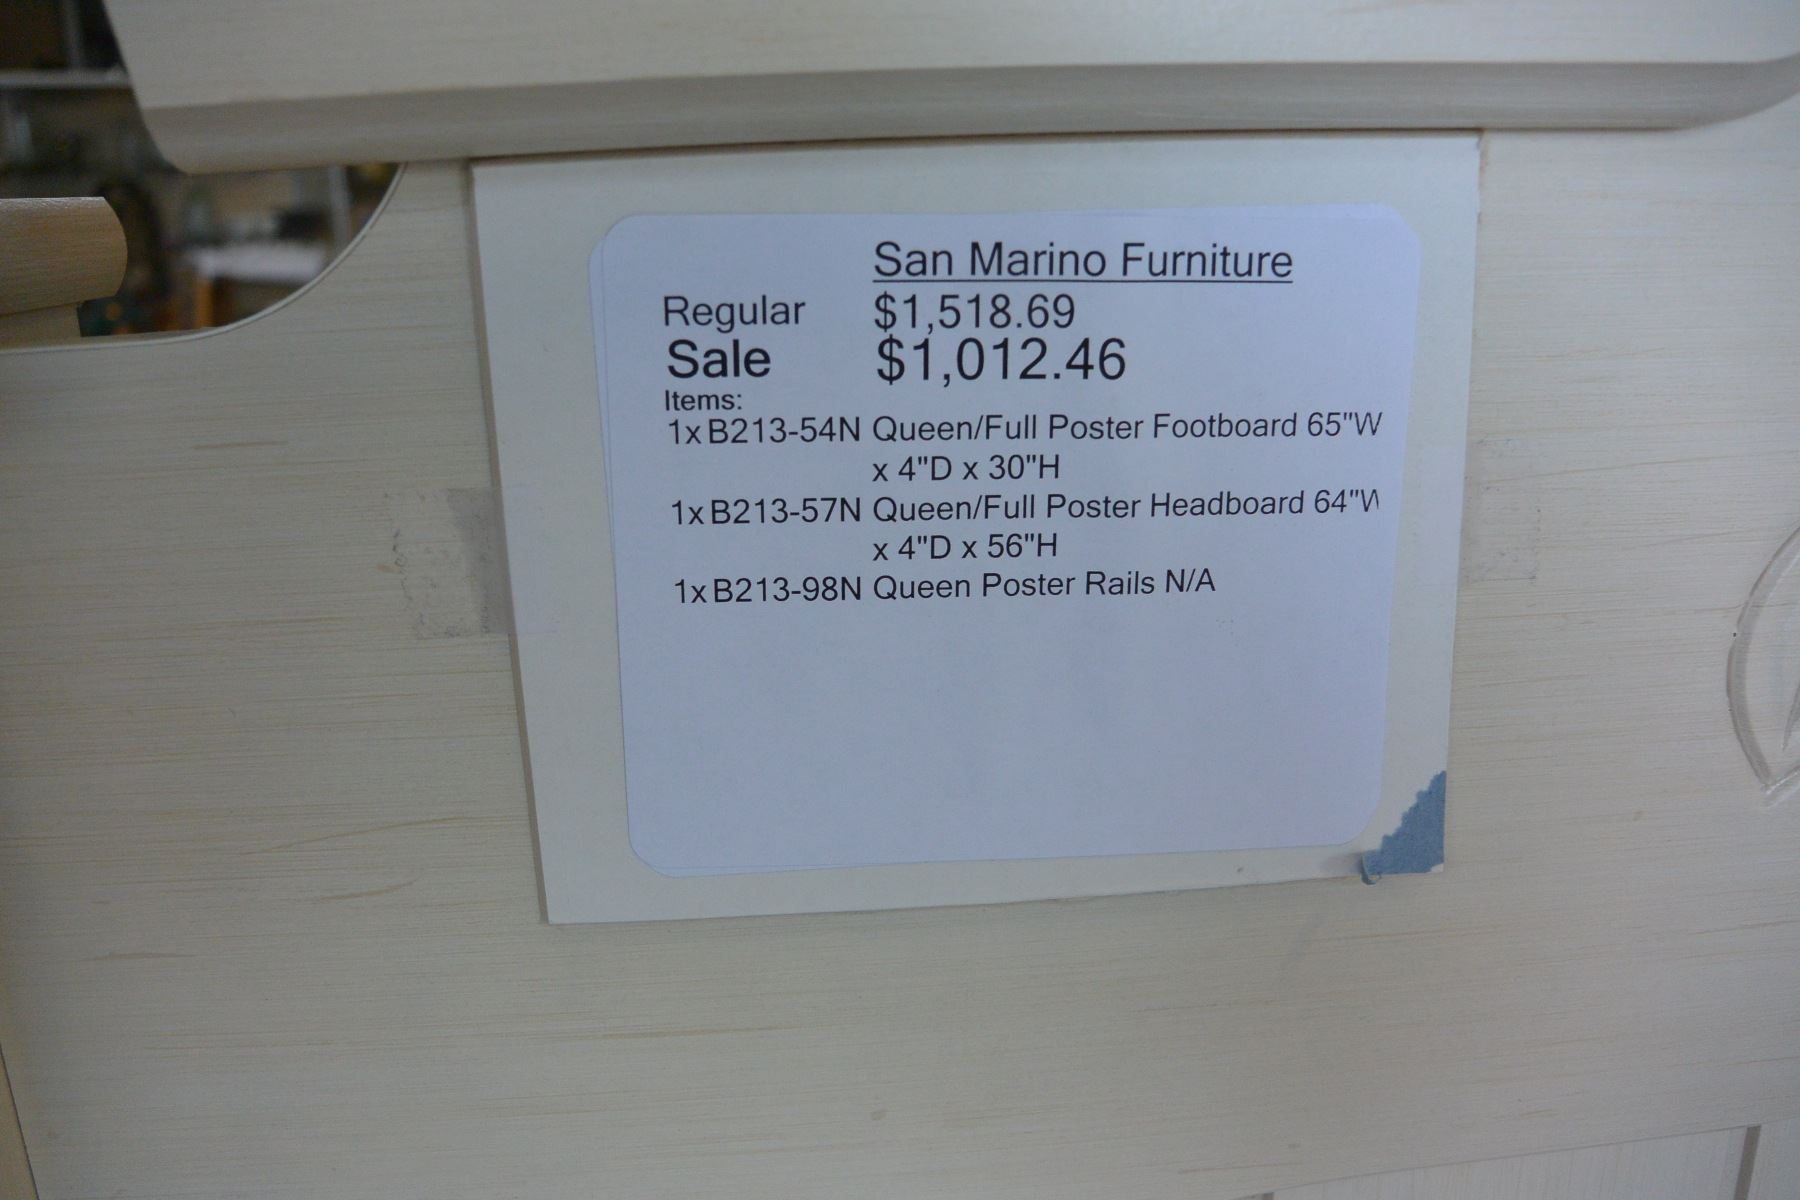 San Marino Furniture
Regular $1,518.69
Sale $1,012.46
Items:
1x B213-54N Queen/Full Poster Footboard 65"W
x 4"D x 30"H
1x B213-57N Queen/Full Poster Headboard 64"W
x 4"D x 56"H
1x B213-98N Queen Poster Rails N/A